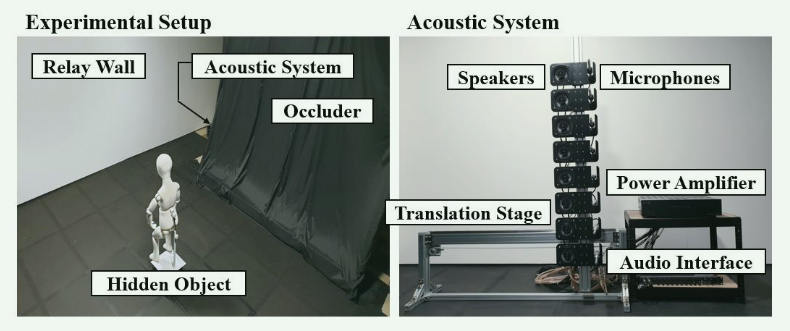 Experimental Setup
Acoustic System
Relay Wall
Acoustic System
Occluder
Hidden Object
Speakers
Microphones
Power Amplifier
Translation Stage
Audio Interface